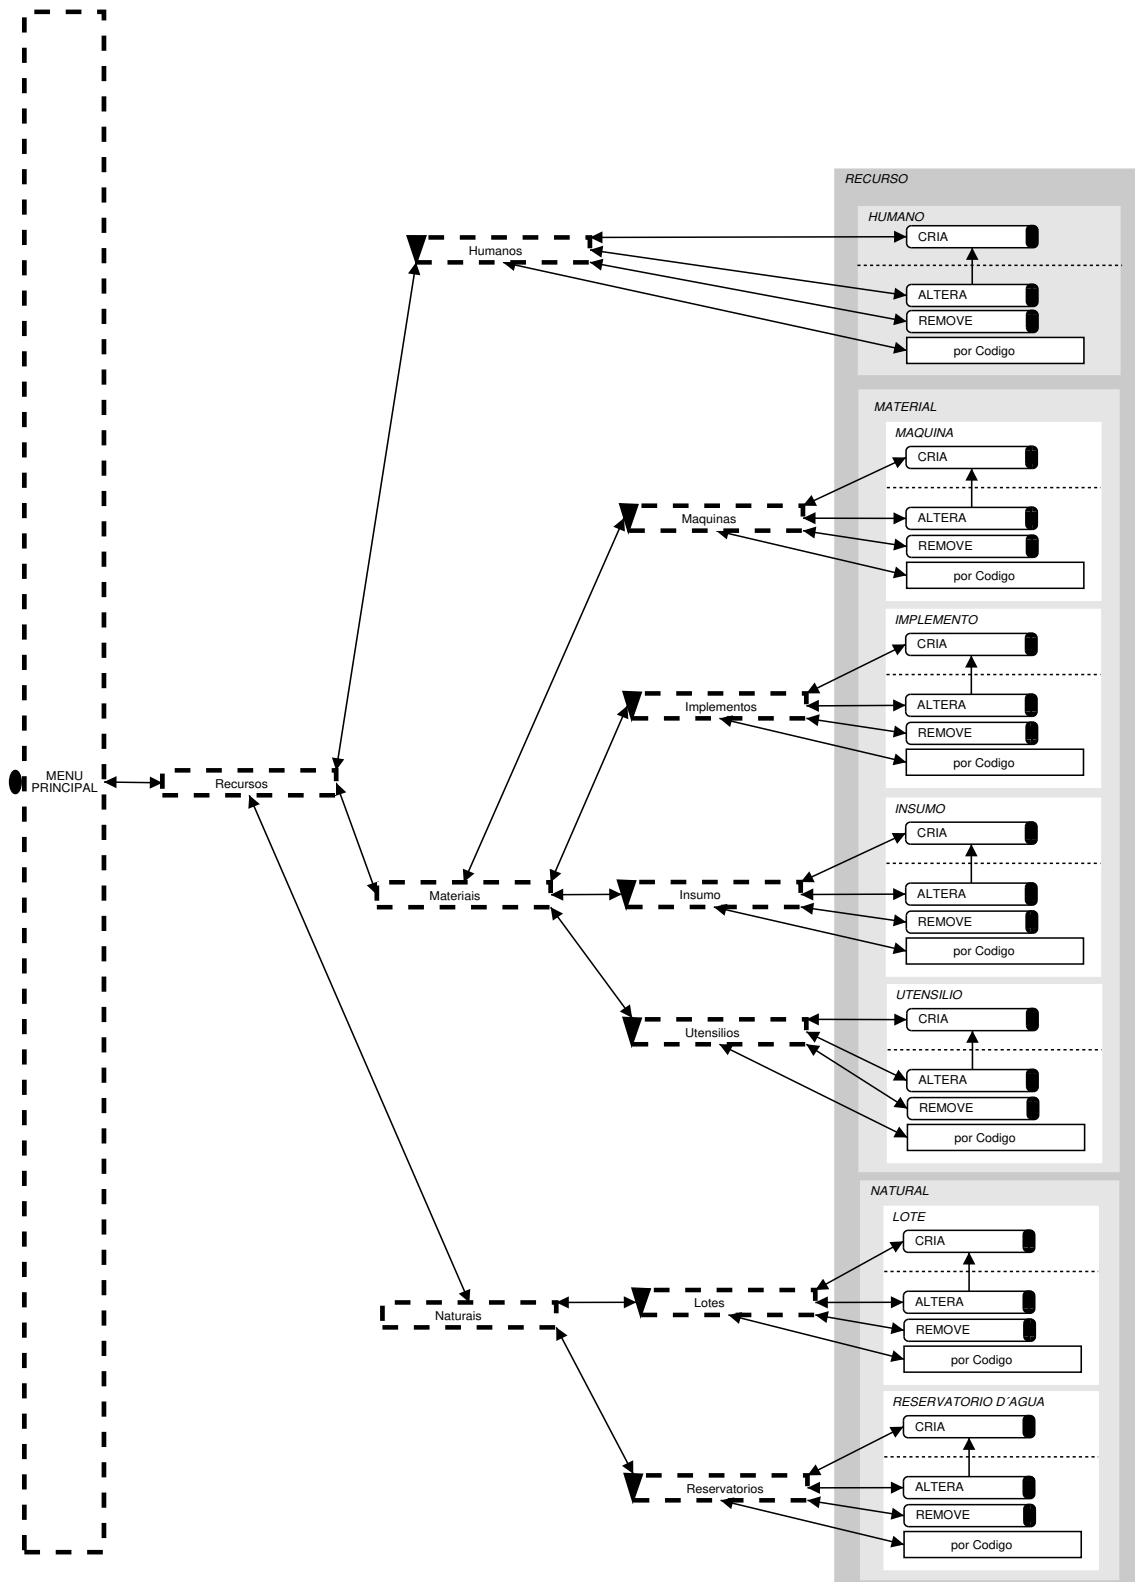 RECURSO
HUMANO
CRIA
Humanos
ALTERA
REMOVE
por Codigo
MATERIAL
MAQUINA
CRIA
Maquinas
ALTERA
REMOVE
por Codigo
IMPLEMENTO
CRIA
Implementos
ALTERA
REMOVE
por Codigo
MENU
PRINCIPAL
Recursos
INSUMO
CRIA
Materiais
Insumo
ALTERA
REMOVE
por Codigo
UTENSILIO
CRIA
Utensilios
ALTERA
REMOVE
por Codigo
NATURAL
LOTE
CRIA
Naturais
Lotes
ALTERA
REMOVE
por Codigo
RESERVATORIO D´AGUA
CRIA
Reservatorios
ALTERA
REMOVE
por Codigo